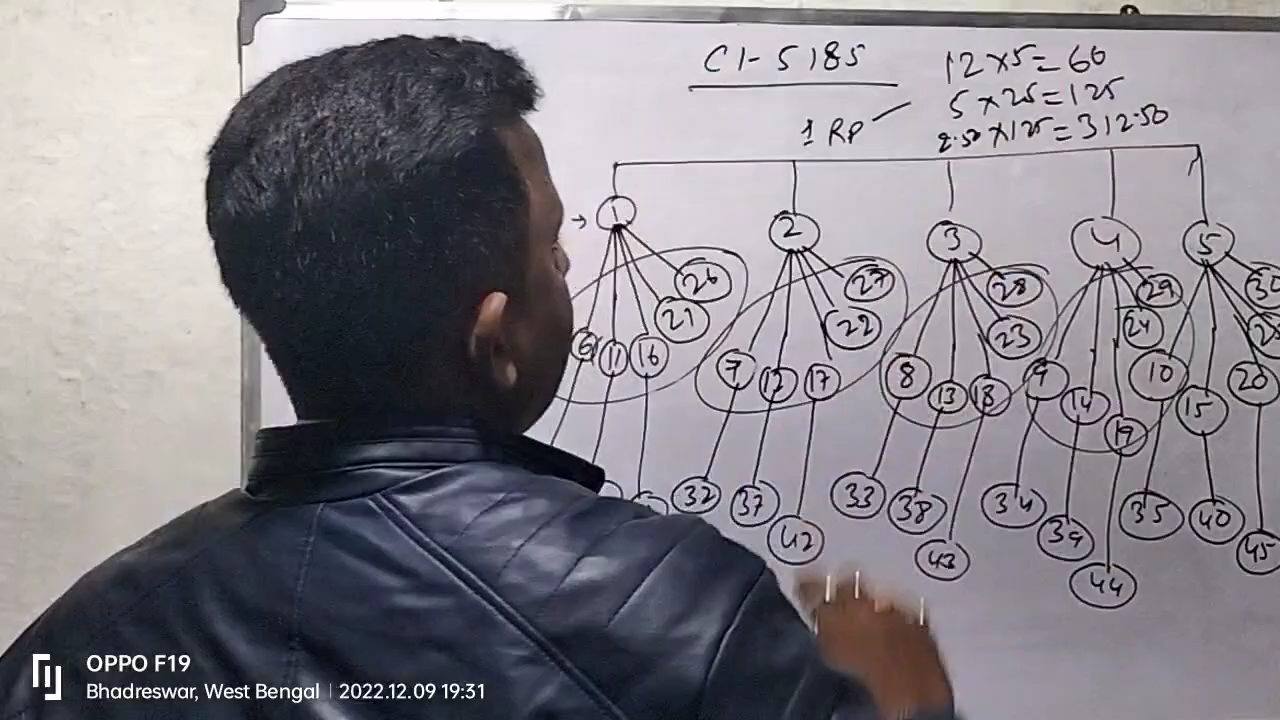 CI-5185
12×5=60
5×25=125
1 RP
2.50×125=312.50
1 2 3 4 5
26 27 28 29
21 22 23 24
6 11 16 7 12 17 8 13 18 9 14 19 10 15 20
32 37 42 33 38 43 34 39 44 35 40 45
OPPO F19
Bhadreswar, West Bengal | 2022.12.09 19:31